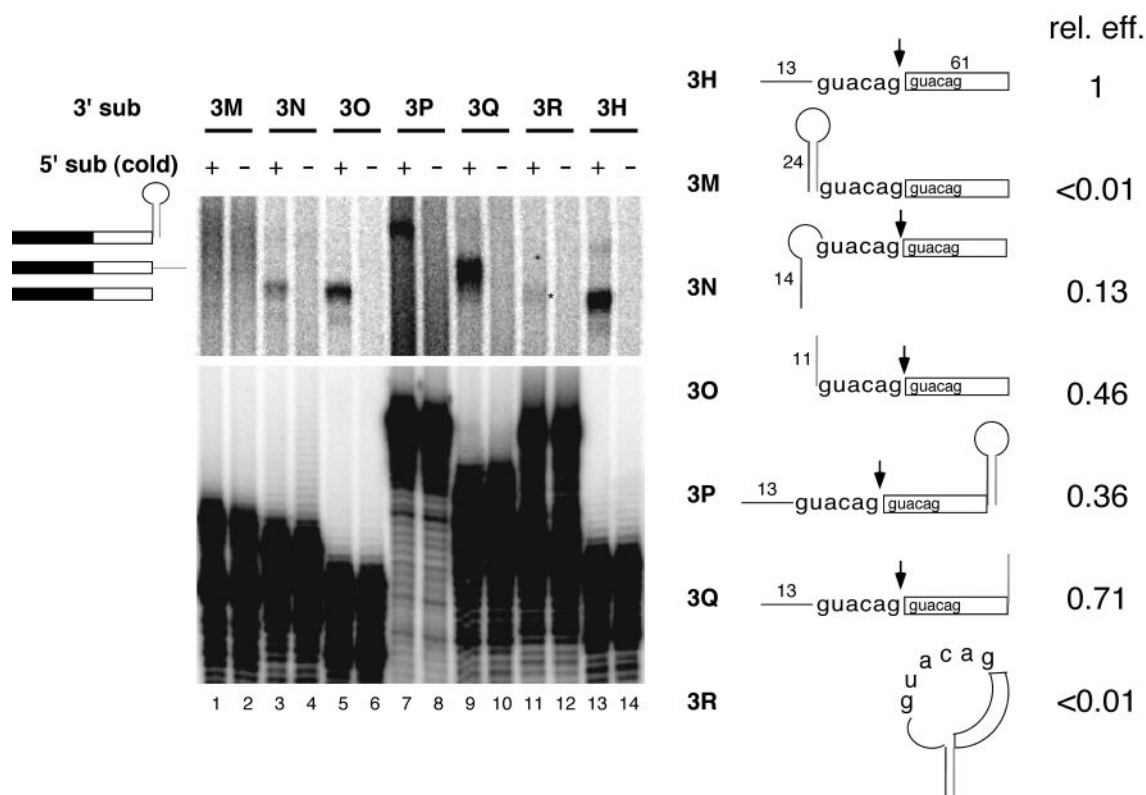 rel. eff.
3' sub 3M 3N 3O 3P 3Q 3R 3H
5' sub (cold) + – + – + – + – + – + – + –
*
1 2 3 4 5 6 7 8 9 10 11 12 13 14
3H 13 guacag guacag 61 1
3M 24 guacag guacag <0.01
3N 14 guacag guacag 0.13
3O 11 guacag guacag 0.46
3P 13 guacag guacag 0.36
3Q 13 guacag guacag 0.71
3R g u a c a g <0.01